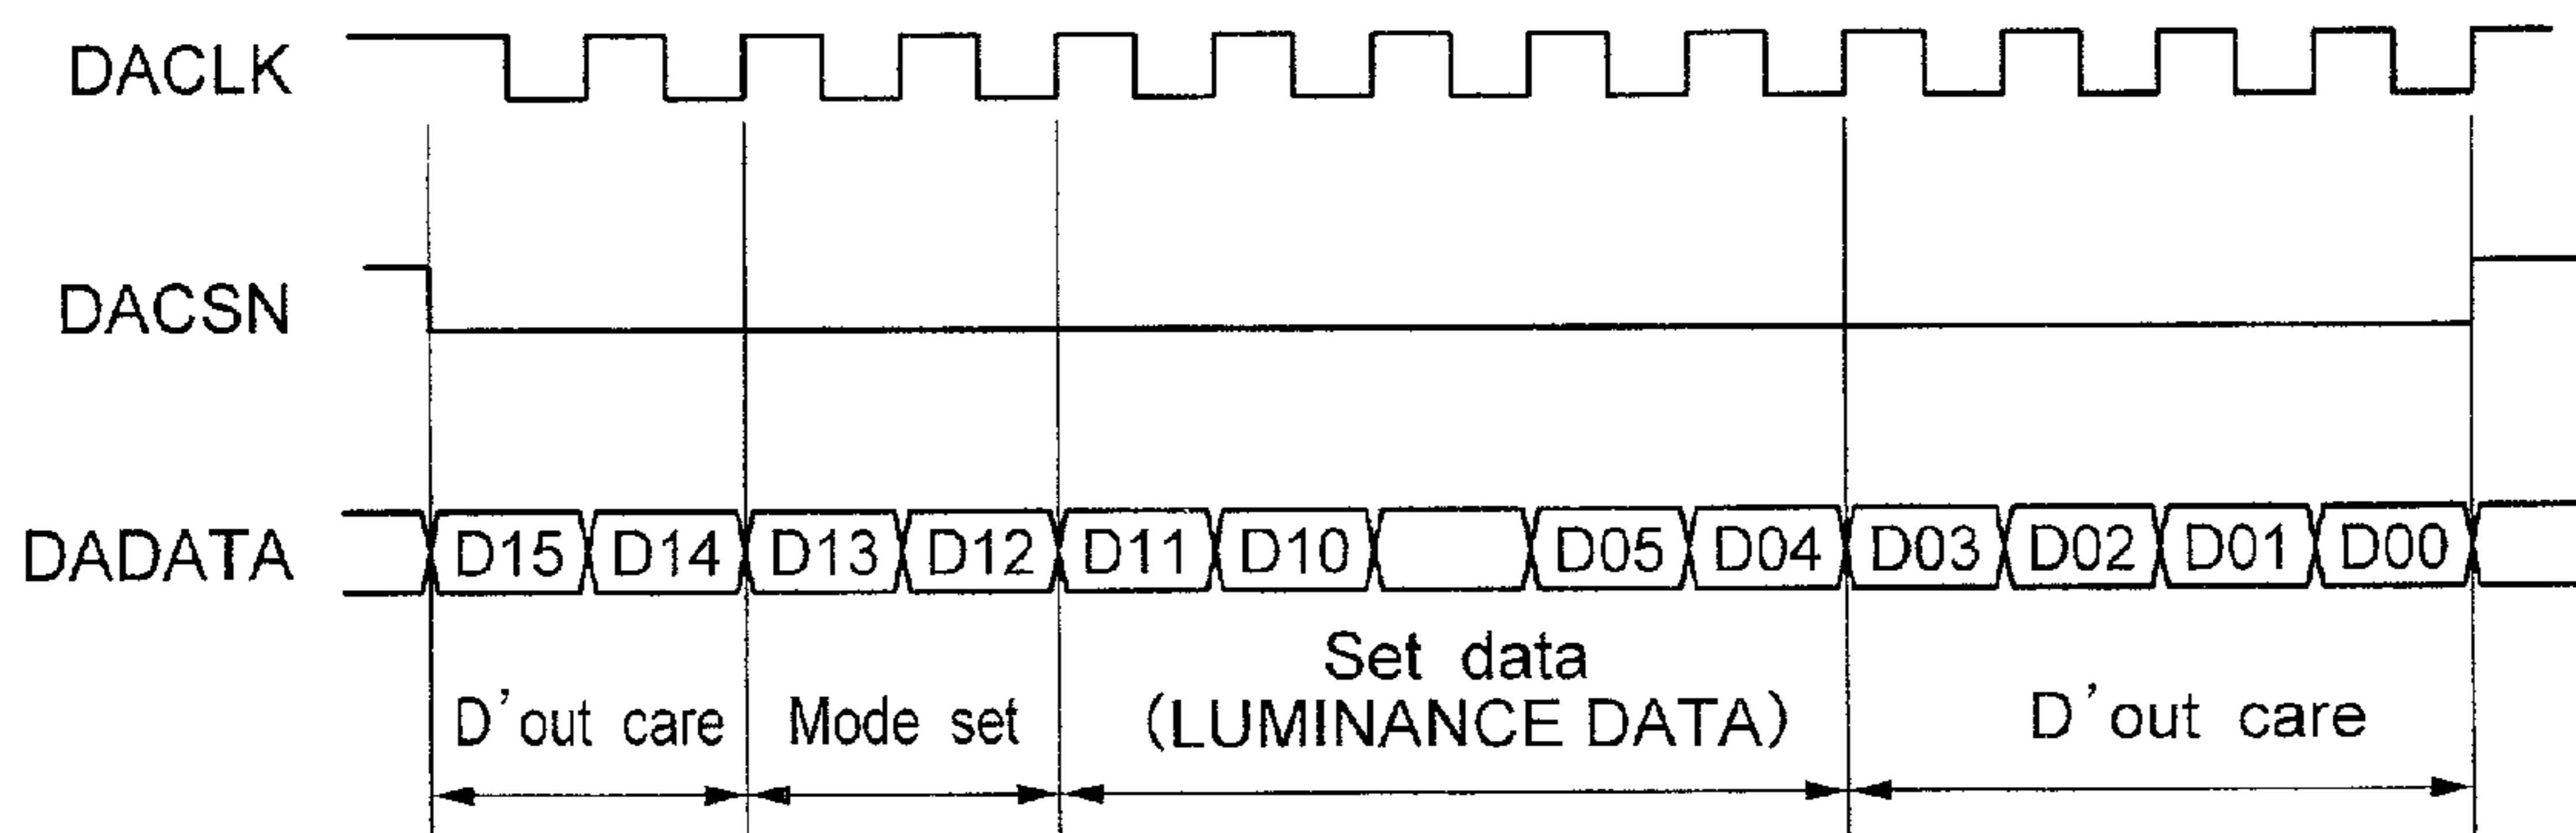 DACLK
DACSN
DADATA D15 D14 D13 D12 D11 D10 D05 D04 D03 D02 D01 D00
D'out care Mode set Set data D'out care
(LUMINANCE DATA)